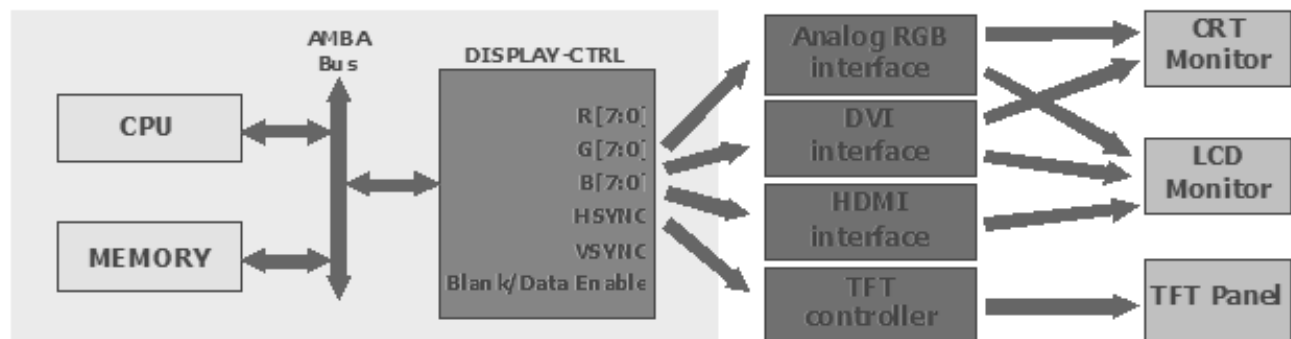 AMBA
Bus
DISPLAY-CTRL
CPU
MEMORY
R[7:0]
G[7:0]
B[7:0]
HSYNC
VSYNC
Blank/Data Enable
Analog RGB
interface
DVI
interface
HDMI
interface
TFT
controller
CRT
Monitor
LCD
Monitor
TFT Panel